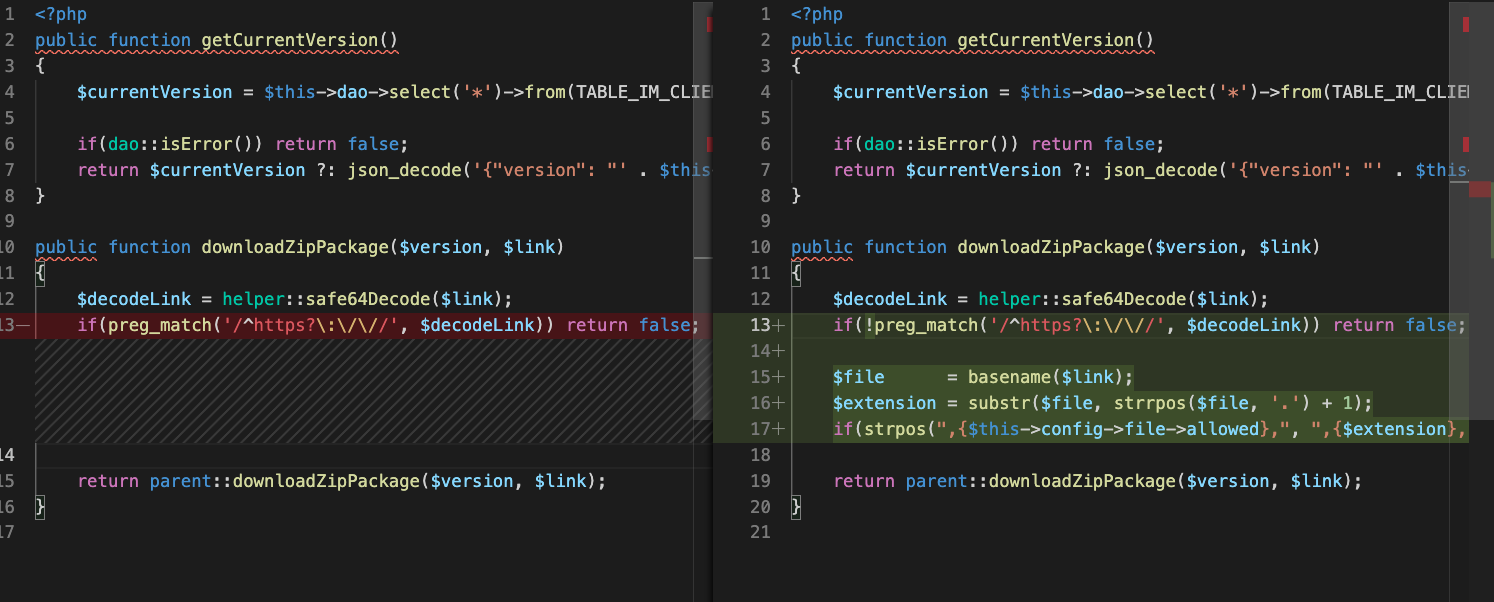 1 <?php
2 public function getCurrentVersion()
3 {
4 $currentVersion = $this->dao->select('*')->from(TABLE_IM_CLIE
5
6 if(dao::isError()) return false;
7 return $currentVersion ?: json_decode('{"version": "' . $this
8 }
9
10 public function downloadZipPackage($version, $link)
11 {
12 $decodeLink = helper::safe64Decode($link);
13— if(preg_match('/^https?\:\/\//', $decodeLink)) return false;
14
15 return parent::downloadZipPackage($version, $link);
16 }
17
1 <?php
2 public function getCurrentVersion()
3 {
4 $currentVersion = $this->dao->select('*')->from(TABLE_IM_CLIE
5
6 if(dao::isError()) return false;
7 return $currentVersion ?: json_decode('{"version": "' . $this-
8 }
9
10 public function downloadZipPackage($version, $link)
11 {
12 $decodeLink = helper::safe64Decode($link);
13+ if(!preg_match('/^https?\:\/\//', $decodeLink)) return false;
14+
15+ $file = basename($link);
16+ $extension = substr($file, strrpos($file, '.') + 1);
17+ if(strpos(",{$this->config->file->allowed},", ",{$extension},
18
19 return parent::downloadZipPackage($version, $link);
20 }
21